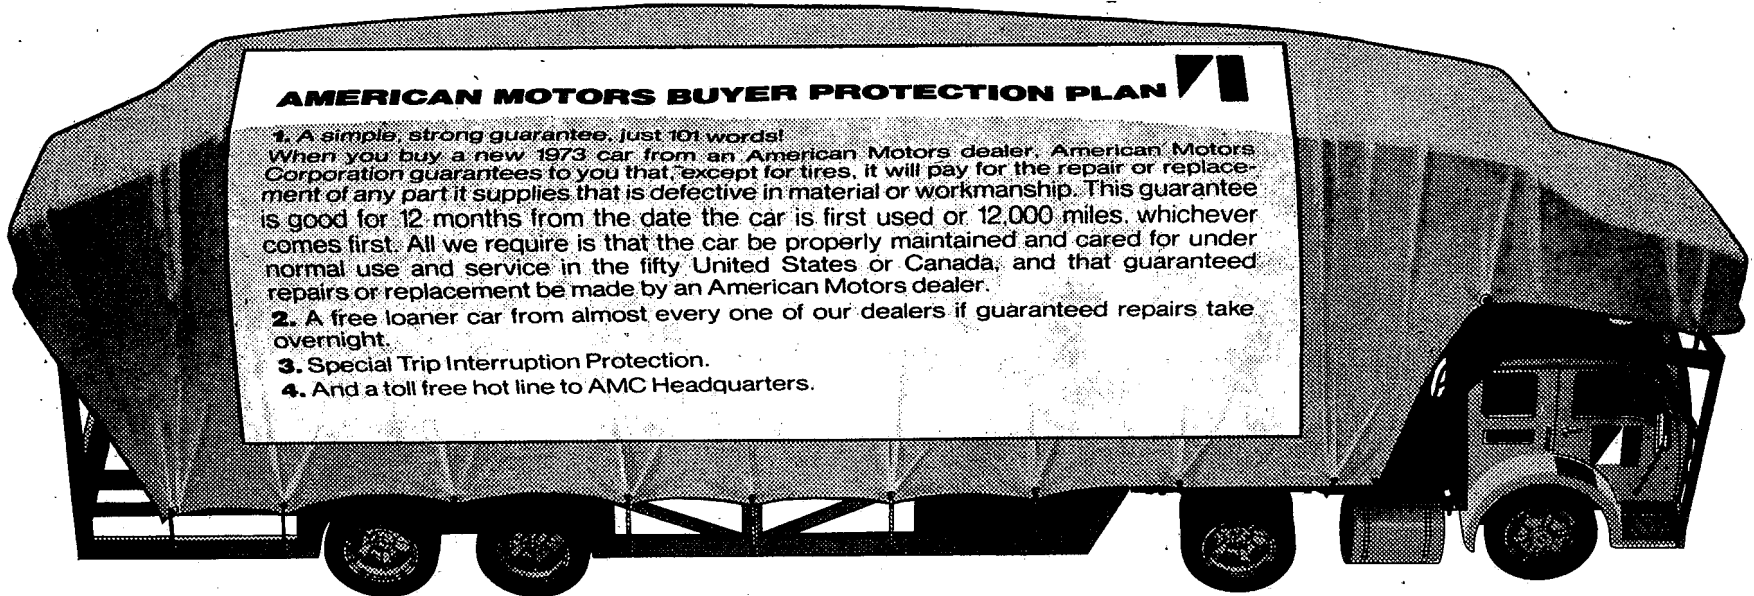 AMERICAN MOTORS BUYER PROTECTION PLAN
1. A simple, strong guarantee, just 101 words!
When you buy a new 1973 car from an American Motors dealer, American Motors
Corporation guarantees to you that, except for tires, it will pay for the repair or replace-
ment of any part it supplies that is defective in material or workmanship. This guarantee
is good for 12 months from the date the car is first used or 12,000 miles, whichever
comes first. All we require is that the car be properly maintained and cared for under
normal use and service in the fifty United States or Canada, and that guaranteed
repairs or replacement be made by an American Motors dealer.
2. A free loaner car from almost every one of our dealers if guaranteed repairs take
overnight.
3. Special Trip Interruption Protection.
4. And a toll free hot line to AMC Headquarters.